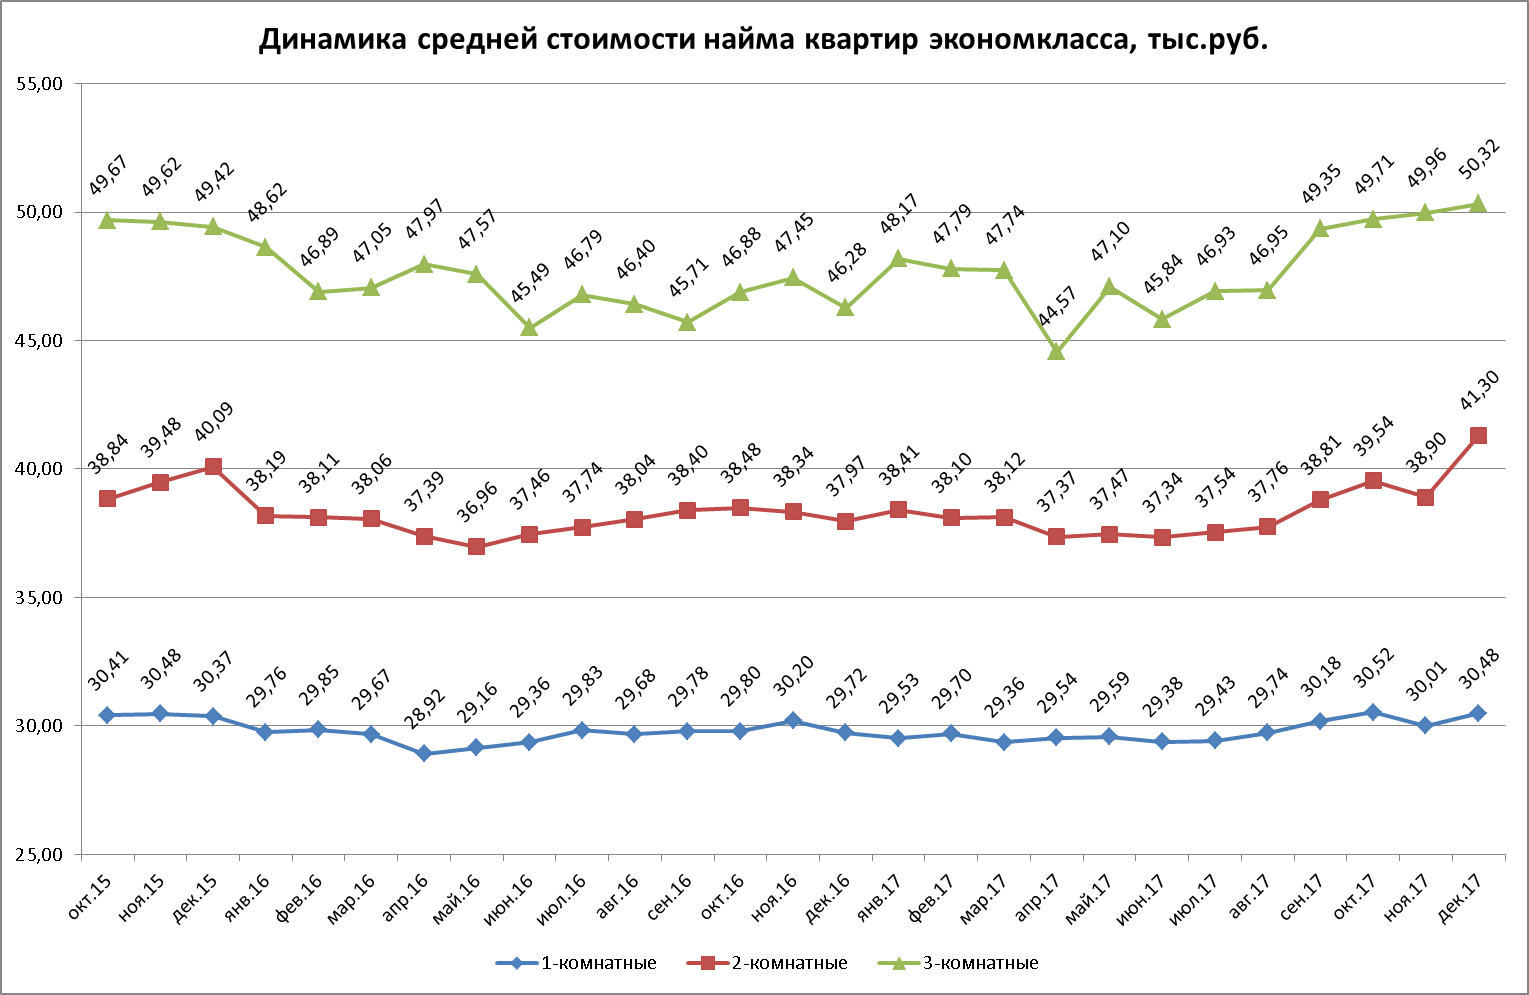 Динамика средней стоимости найма квартир экономкласса, тыс.руб.
55,00
49,67 49,62 49,42 48,62 46,89 47,05 47,97 47,57 45,49 46,79 46,40 45,71 46,88 47,45 46,28 48,17 47,79 47,74 44,57 47,10 45,84 46,93 46,95 49,35 49,71 49,96 50,32
50,00
45,00
38,84 39,48 40,09 38,19 38,11 38,06 37,39 36,96 37,46 37,74 38,04 38,40 38,48 38,34 37,97 38,41 38,10 38,12 37,37 37,47 37,34 37,54 37,76 38,81 39,54 38,90 41,30
40,00
35,00
30,41 30,48 30,37 29,76 29,85 29,67 28,92 29,16 29,36 29,83 29,68 29,78 29,80 30,20 29,72 29,53 29,70 29,36 29,54 29,59 29,38 29,43 29,74 30,18 30,52 30,01 30,48
30,00
25,00
окт.15 ноя.15 дек.15 янв.16 фев.16 мар.16 апр.16 май.16 июн.16 июл.16 авг.16 сен.16 окт.16 ноя.16 дек.16 янв.17 фев.17 мар.17 апр.17 май.17 июн.17 июл.17 авг.17 сен.17 окт.17 ноя.17 дек.17
1-комнатные 2-комнатные 3-комнатные